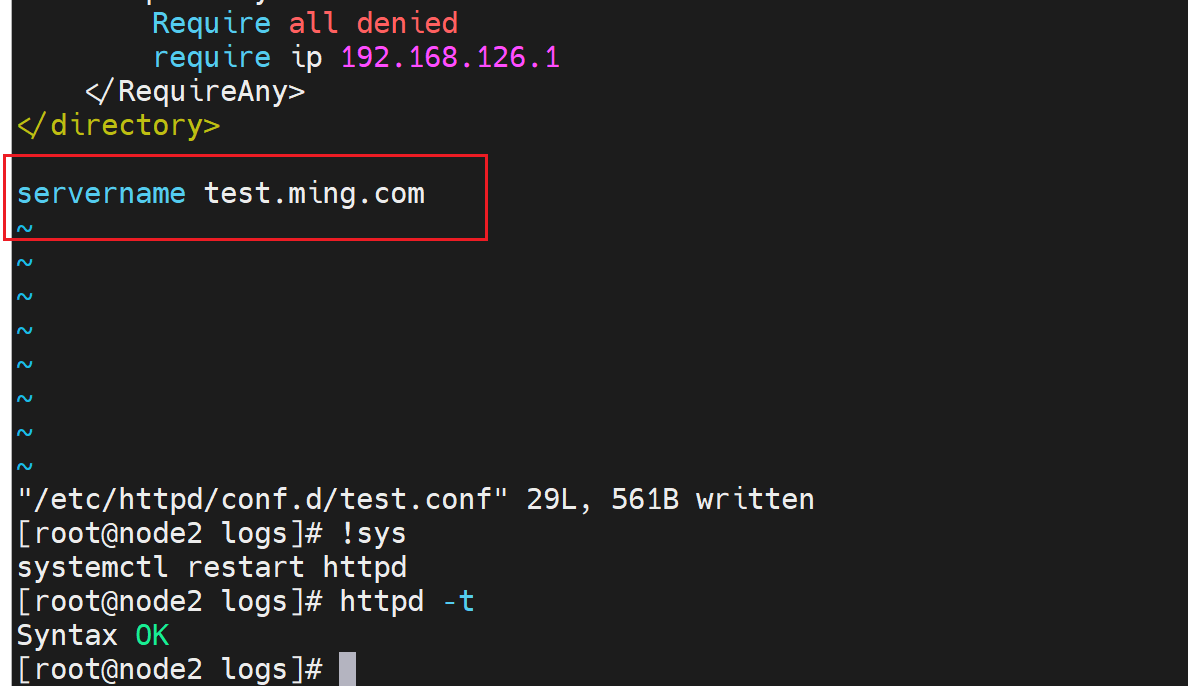 Require all denied
require ip 192.168.126.1
</RequireAny>
</directory>
servername test.ming.com
~
~
~
~
~
~
~
~
"/etc/httpd/conf.d/test.conf" 29L, 561B written
[root@node2 logs]# !sys
systemctl restart httpd
[root@node2 logs]# httpd -t
Syntax OK
[root@node2 logs]#